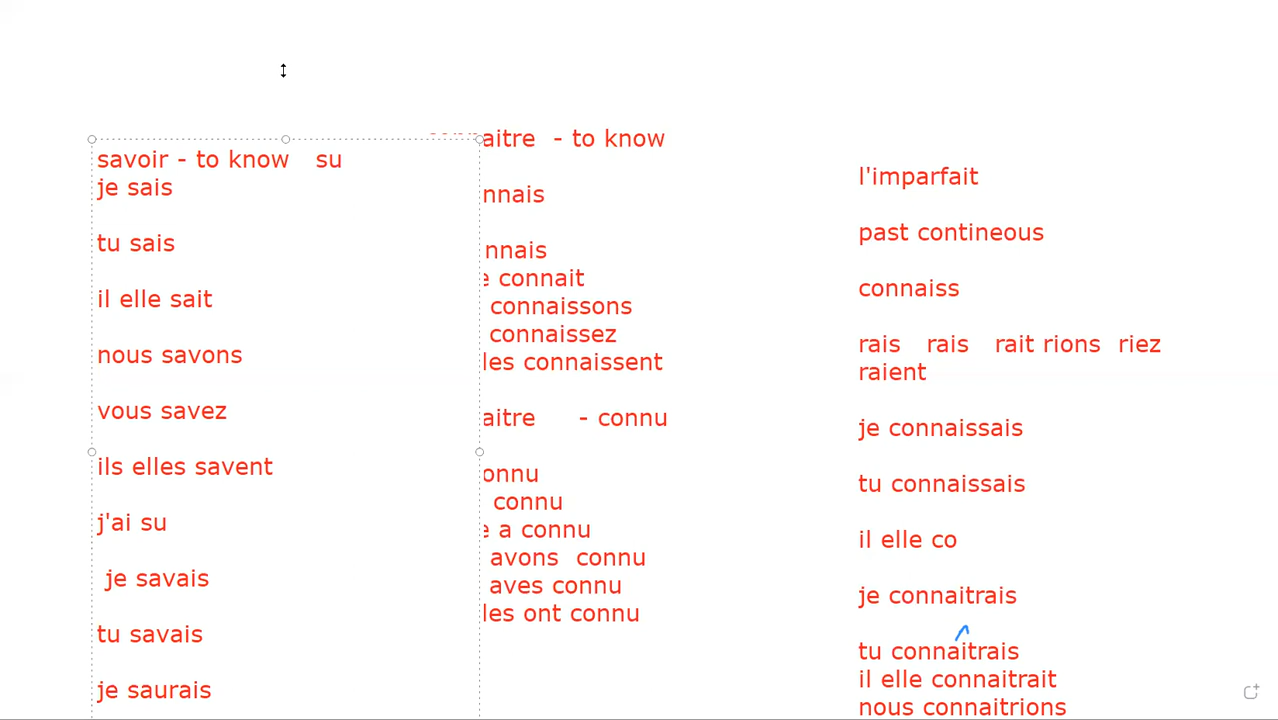 savoir - to know su
je sais
tu sais
il elle sait
nous savons
vous savez
ils elles savent
j'ai su
je savais
tu savais
je saurais
aitre - to know
nnais
nnais
connait
connaissons
connaissez
les connaissent
aitre - connu
onnu
connu
a connu
avons connu
aves connu
les ont connu
l'imparfait
past contineous
connaiss
rais rais rait rions riez
raient
je connaissais
tu connaissais
il elle co
je connaitrais
tu connaitrais
il elle connaitrait
nous connaitrions